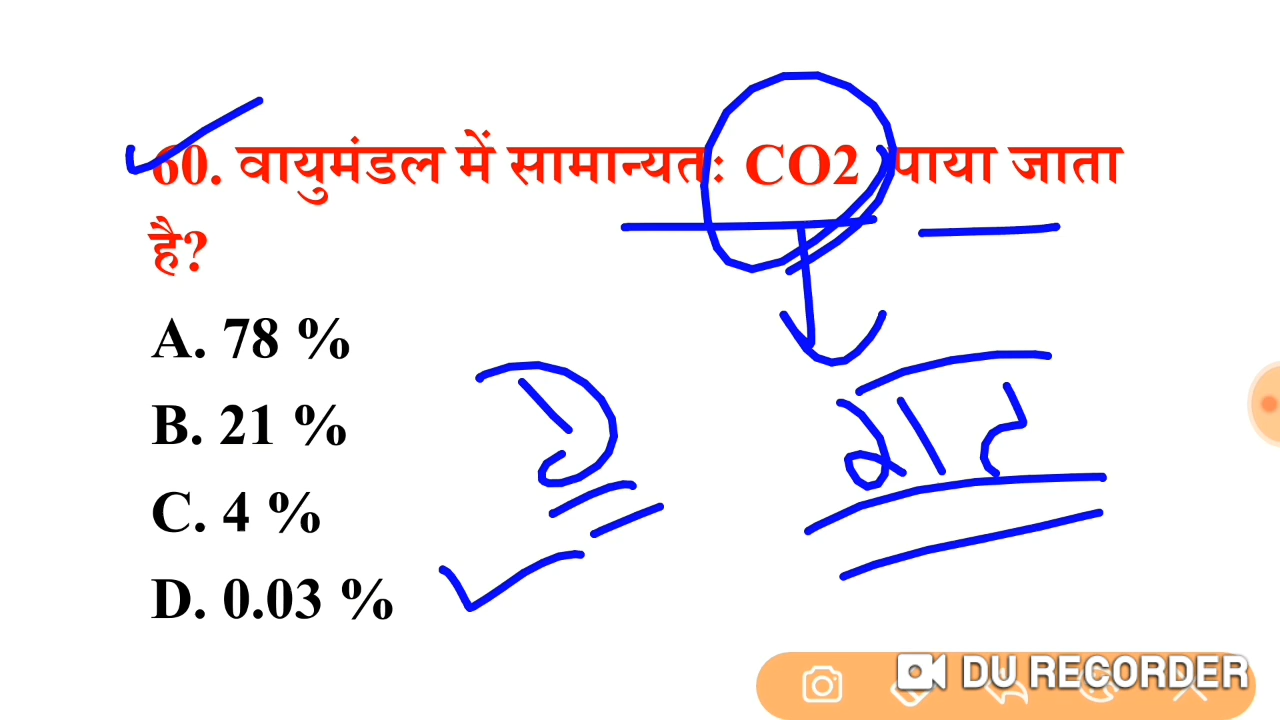 60. वायुमंडल में सामान्यतः CO2 पाया जाता
है?
A. 78 %
B. 21 %
C. 4 %
D. 0.03 %
D
DU RECORDER